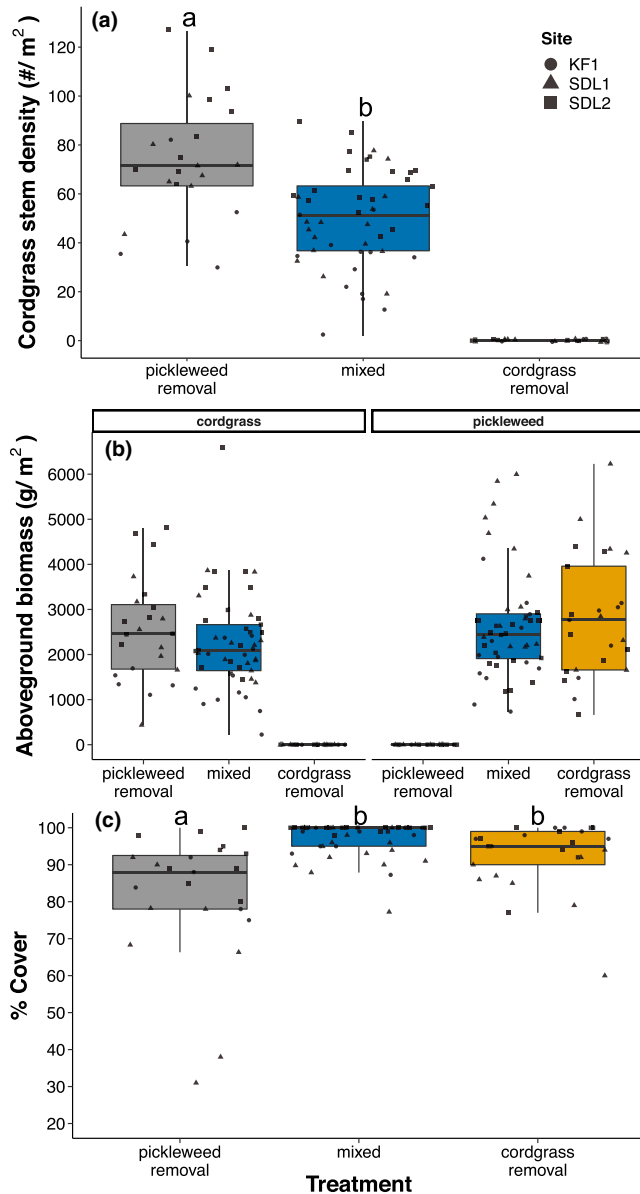 (a)
a
b
Site
KF1
SDL1
SDL2
Cordgrass stem density (#/ m²)
120
100
80
60
40
20
0
pickleweed removal
mixed
cordgrass removal
cordgrass
pickleweed
(b)
Aboveground biomass (g/ m²)
6000
5000
4000
3000
2000
1000
0
pickleweed removal
mixed
cordgrass removal
pickleweed removal
mixed
cordgrass removal
(c)
a
b
b
% Cover
100
90
80
70
60
50
40
30
20
pickleweed removal
mixed
cordgrass removal
Treatment